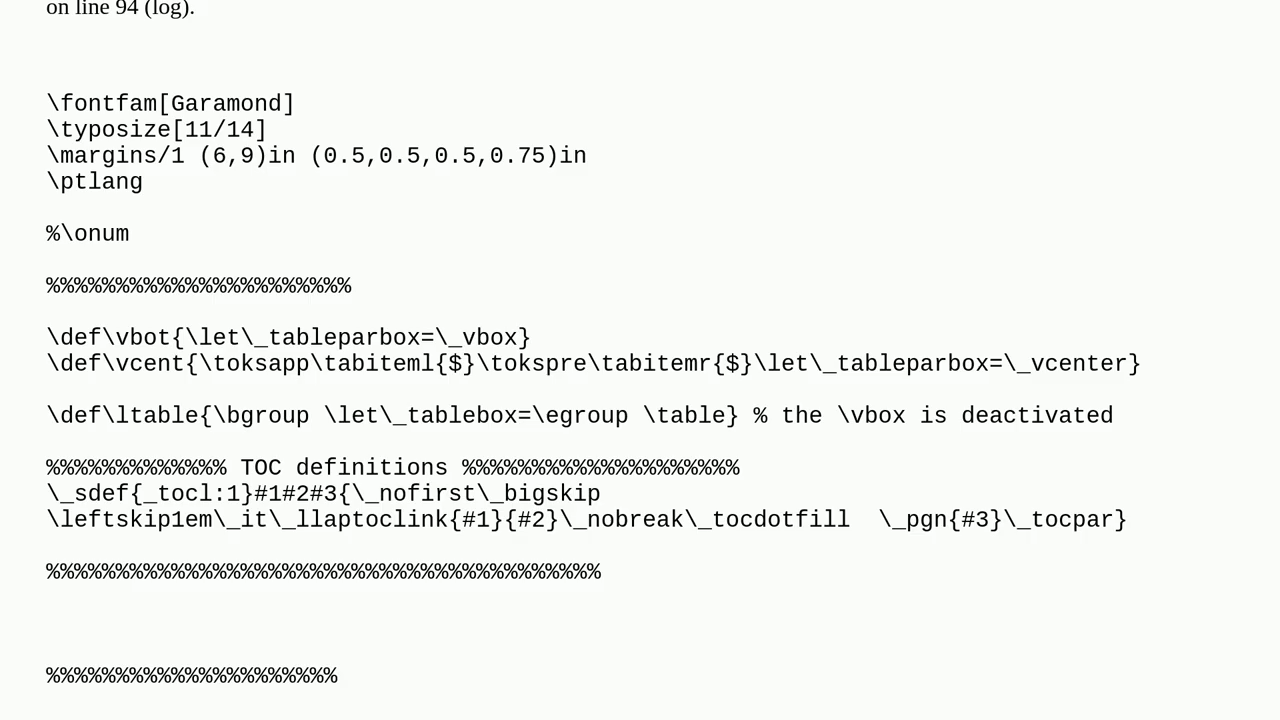 on line 94 (log).
\fontfam[Garamond]
\typosize[11/14]
\margins/1 (6,9)in (0.5,0.5,0.5,0.75)in
\ptlang
%\onum
%%%%%%%%%%%%%%%%%%%%%%
\def\vbot{\let\_tableparbox=\_vbox}
\def\vcent{\toksapp\tabiteml{$}\tokspre\tabitemr{$}\let\_tableparbox=\_vcenter}
\def\ltable{\bgroup \let\_tablebox=\egroup \table} % the \vbox is deactivated
%%%%%%%%%%%%% TOC definitions %%%%%%%%%%%%%%%%%%%%
\_sdef{_tocl:1}#1#2#3{\_nofirst\_bigskip
\leftskip1em\_it\_llaptoclink{#1}{#2}\_nobreak\_tocdotfill  \_pgn{#3}\_tocpar}
%%%%%%%%%%%%%%%%%%%%%%%%%%%%%%%%%%%%%%%%
%%%%%%%%%%%%%%%%%%%%%